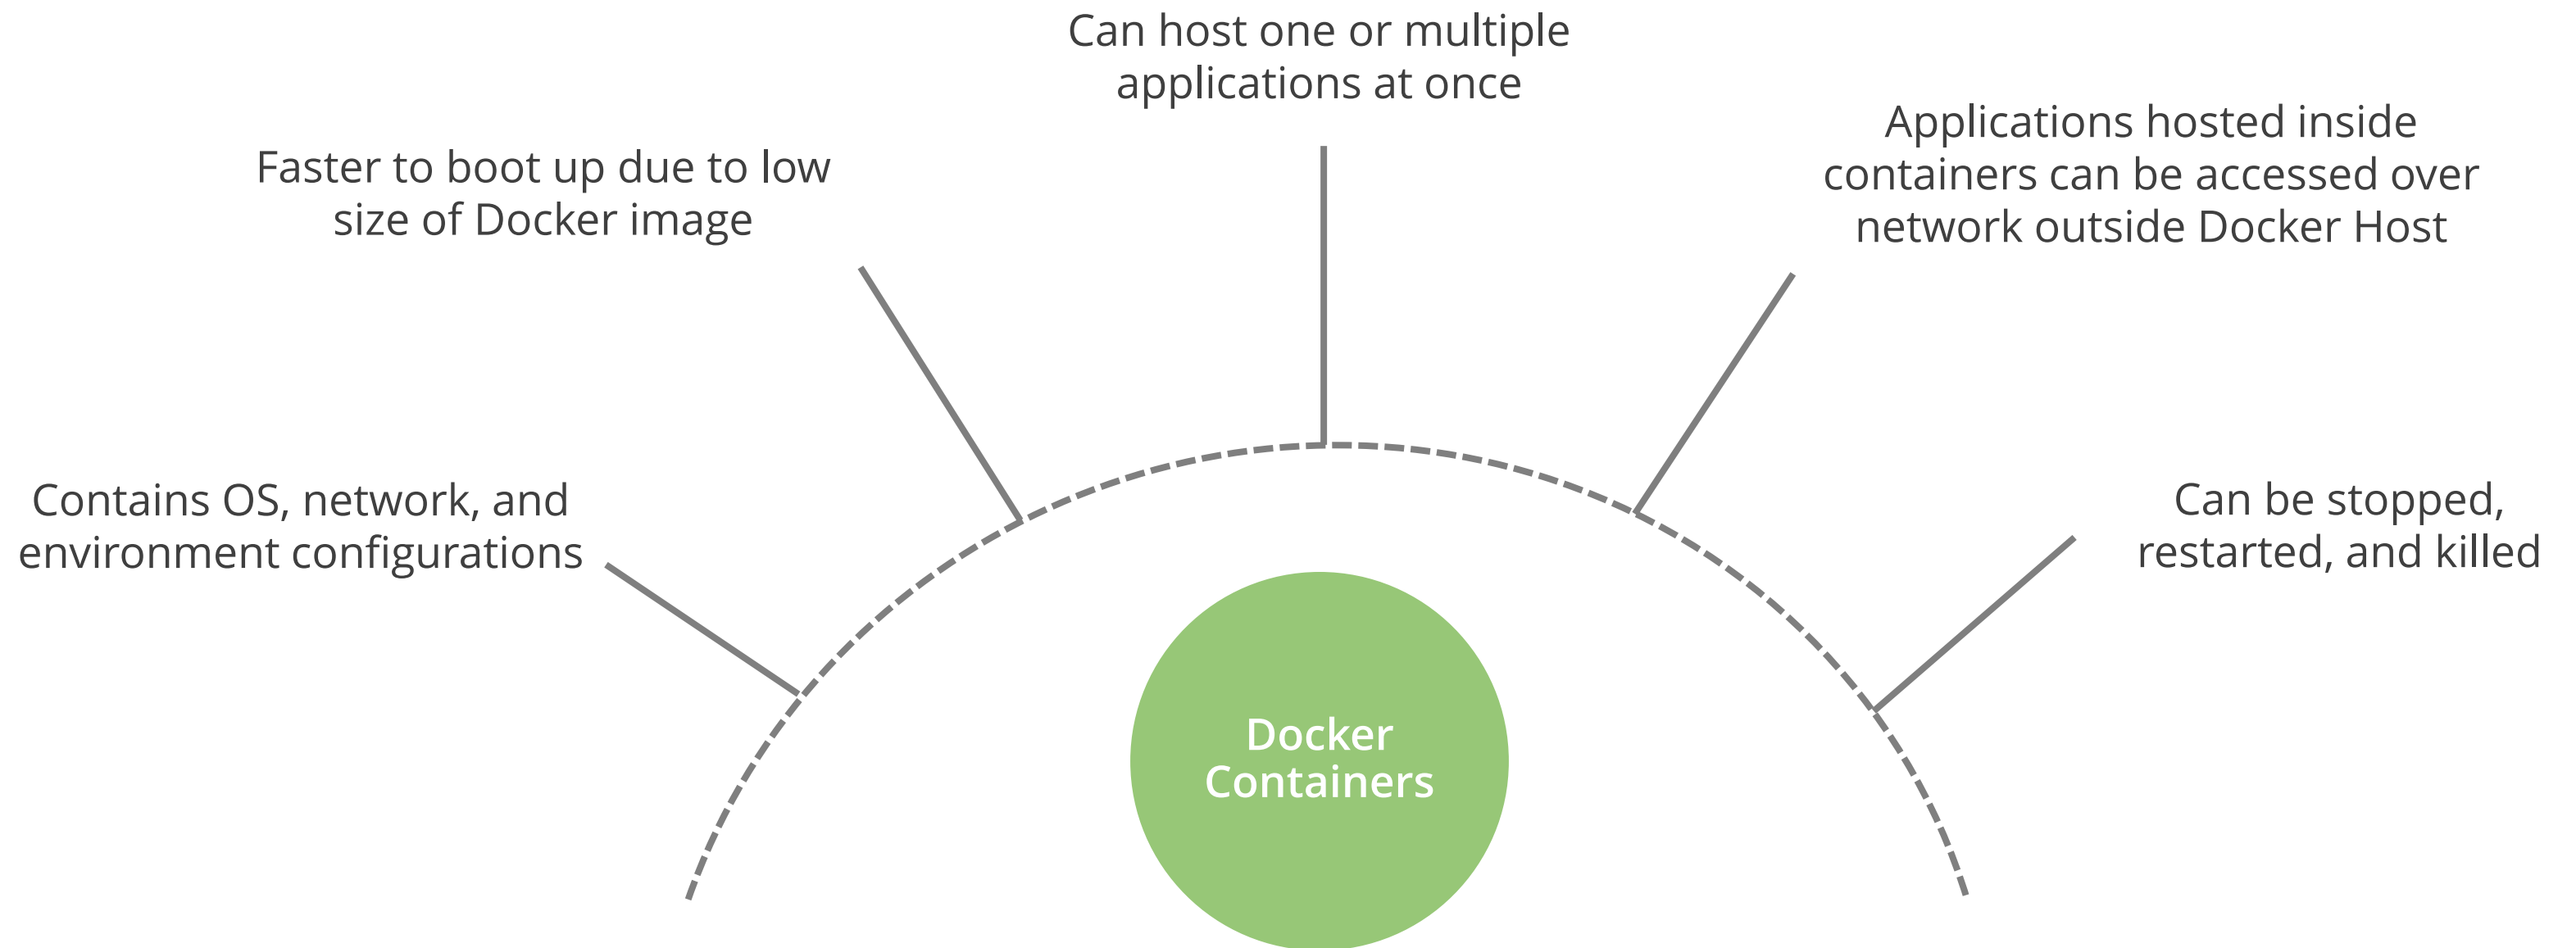 Can host one or multiple
applications at once
Applications hosted inside
containers can be accessed over
network outside Docker Host
Faster to boot up due to low
size of Docker image
Contains OS, network, and
environment configurations
Can be stopped,
restarted, and killed
Docker
Containers